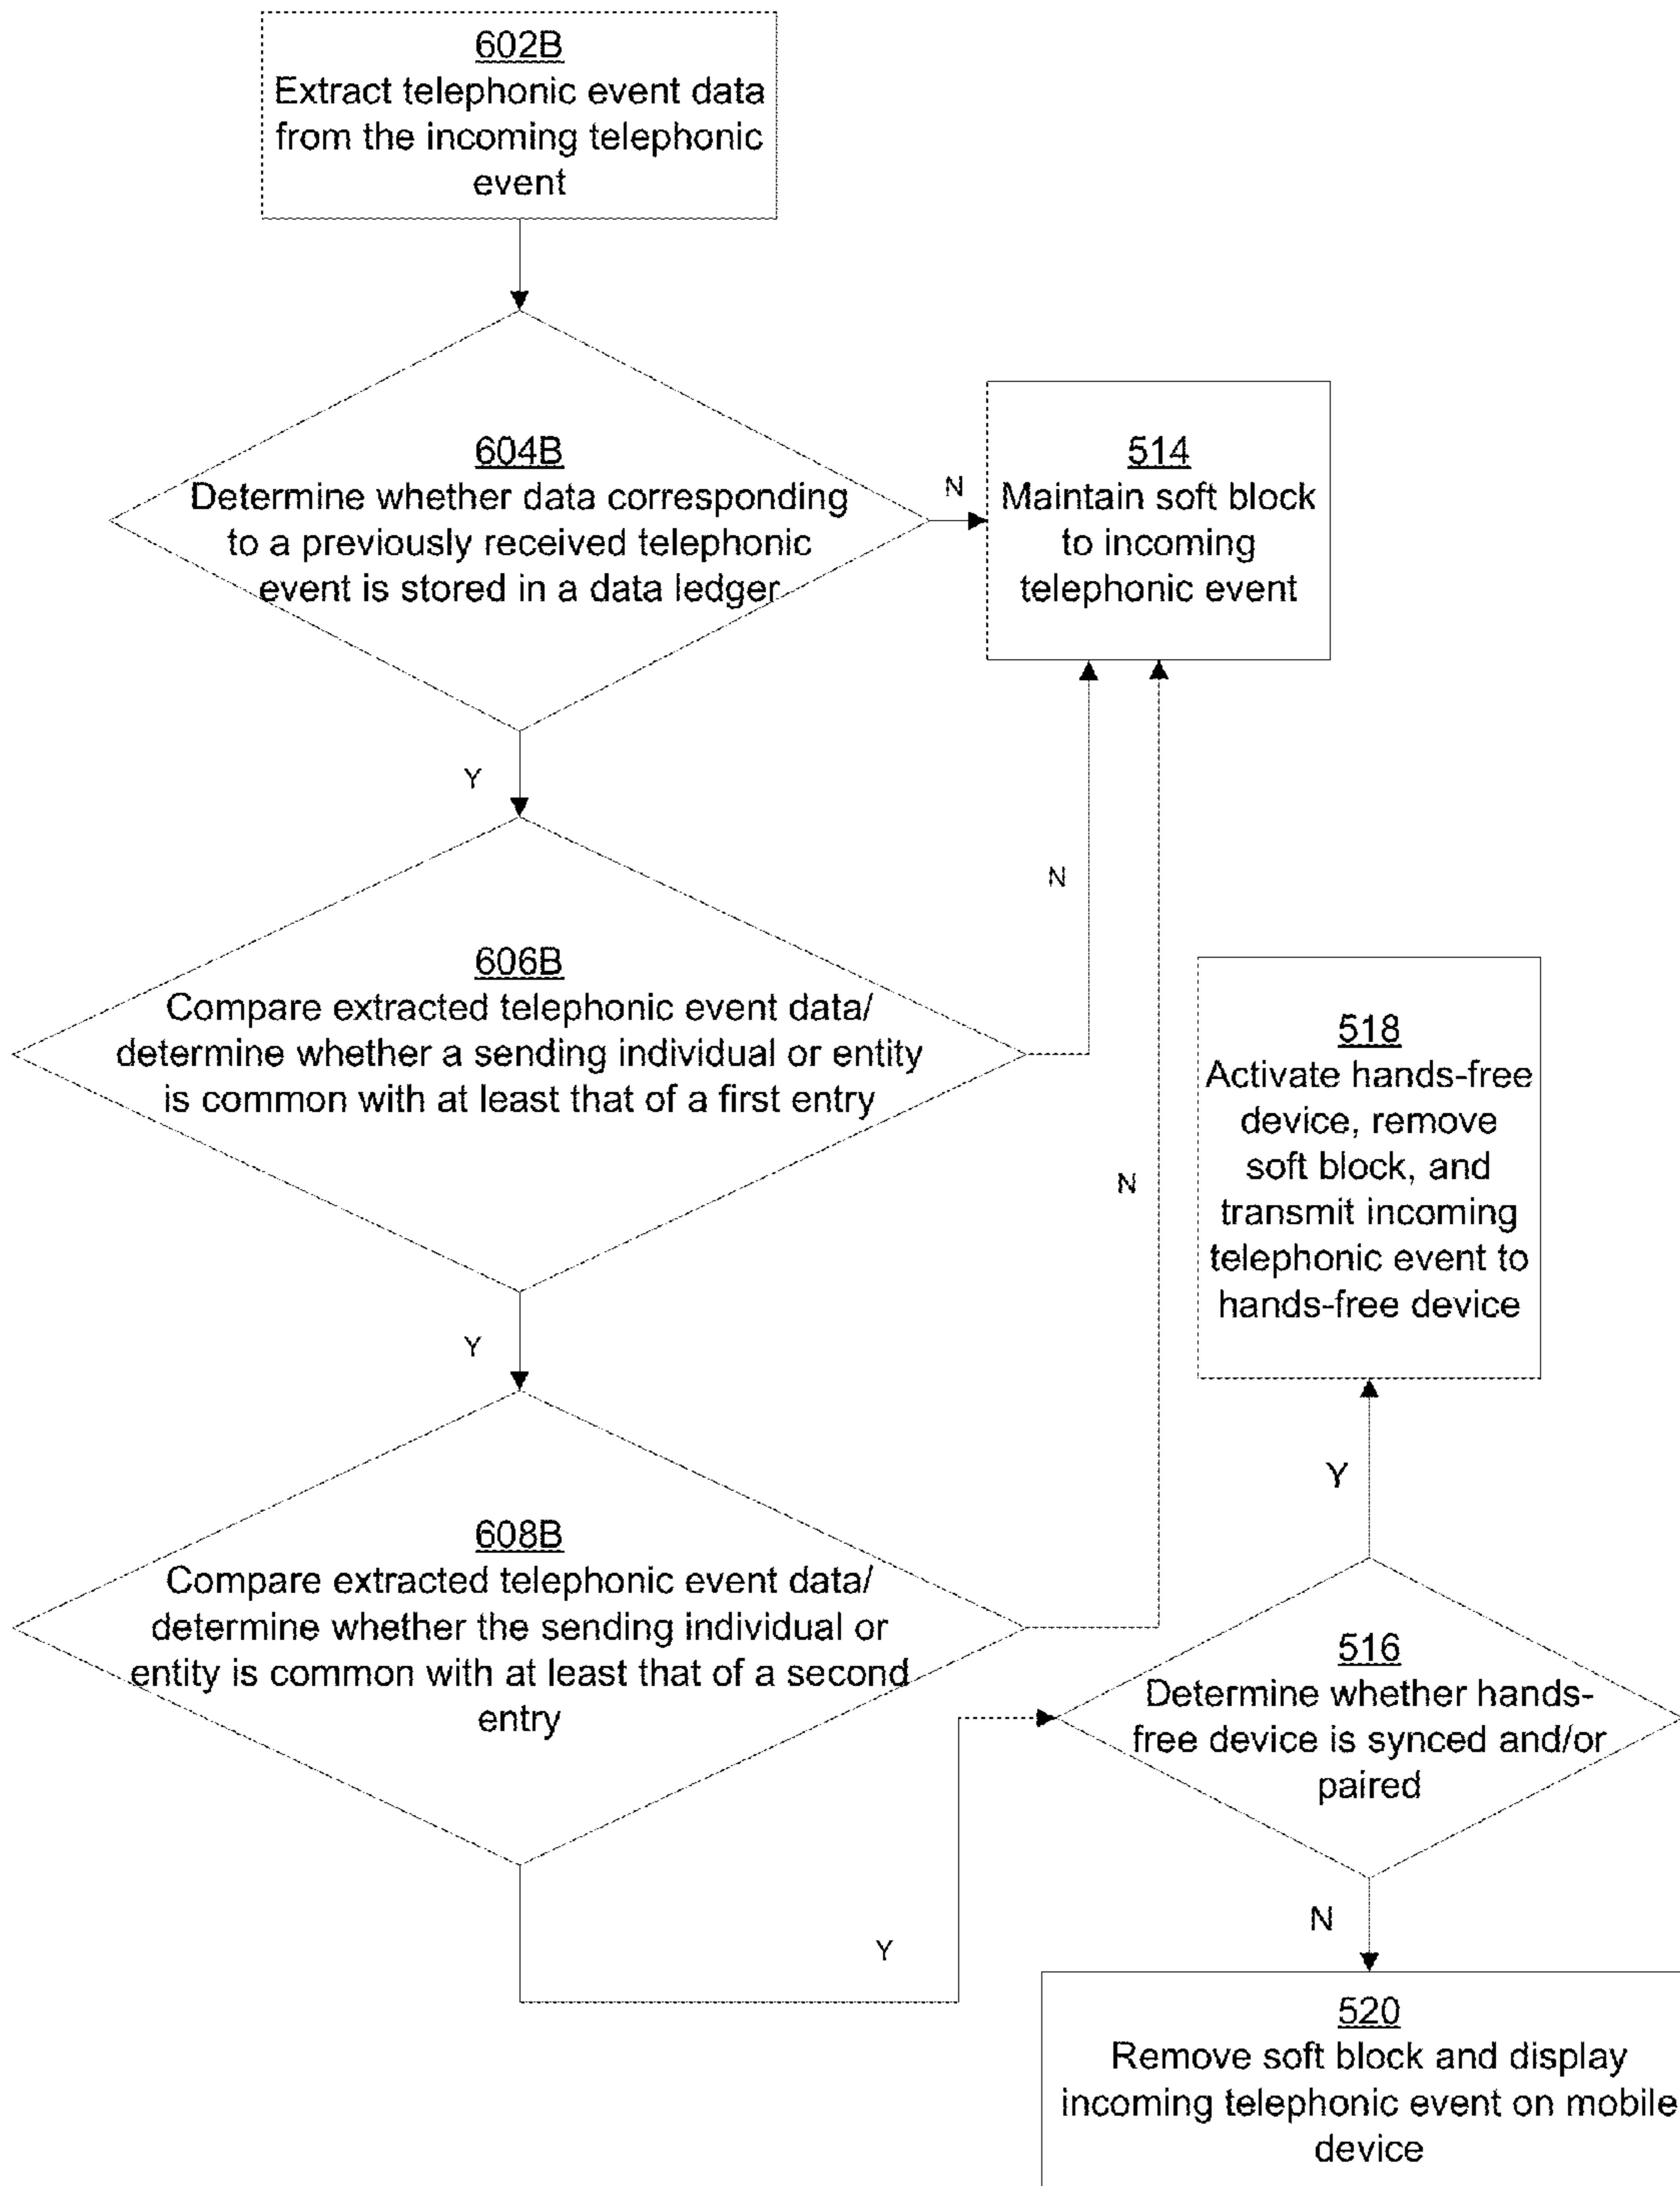 602B
Extract telephonic event data
from the incoming telephonic
event
604B
Determine whether data corresponding
to a previously received telephonic
event is stored in a data ledger
N
514
Maintain soft block
to incoming
telephonic event
Y
N
606B
Compare extracted telephonic event data/
determine whether a sending individual or entity
is common with at least that of a first entry
518
Activate hands-free
device, remove
soft block, and
transmit incoming
telephonic event to
hands-free device
N
Y
Y
608B
Compare extracted telephonic event data/
determine whether the sending individual or
entity is common with at least that of a second
entry
516
Determine whether hands-
free device is synced and/or
paired
Y
N
520
Remove soft block and display
incoming telephonic event on mobile
device